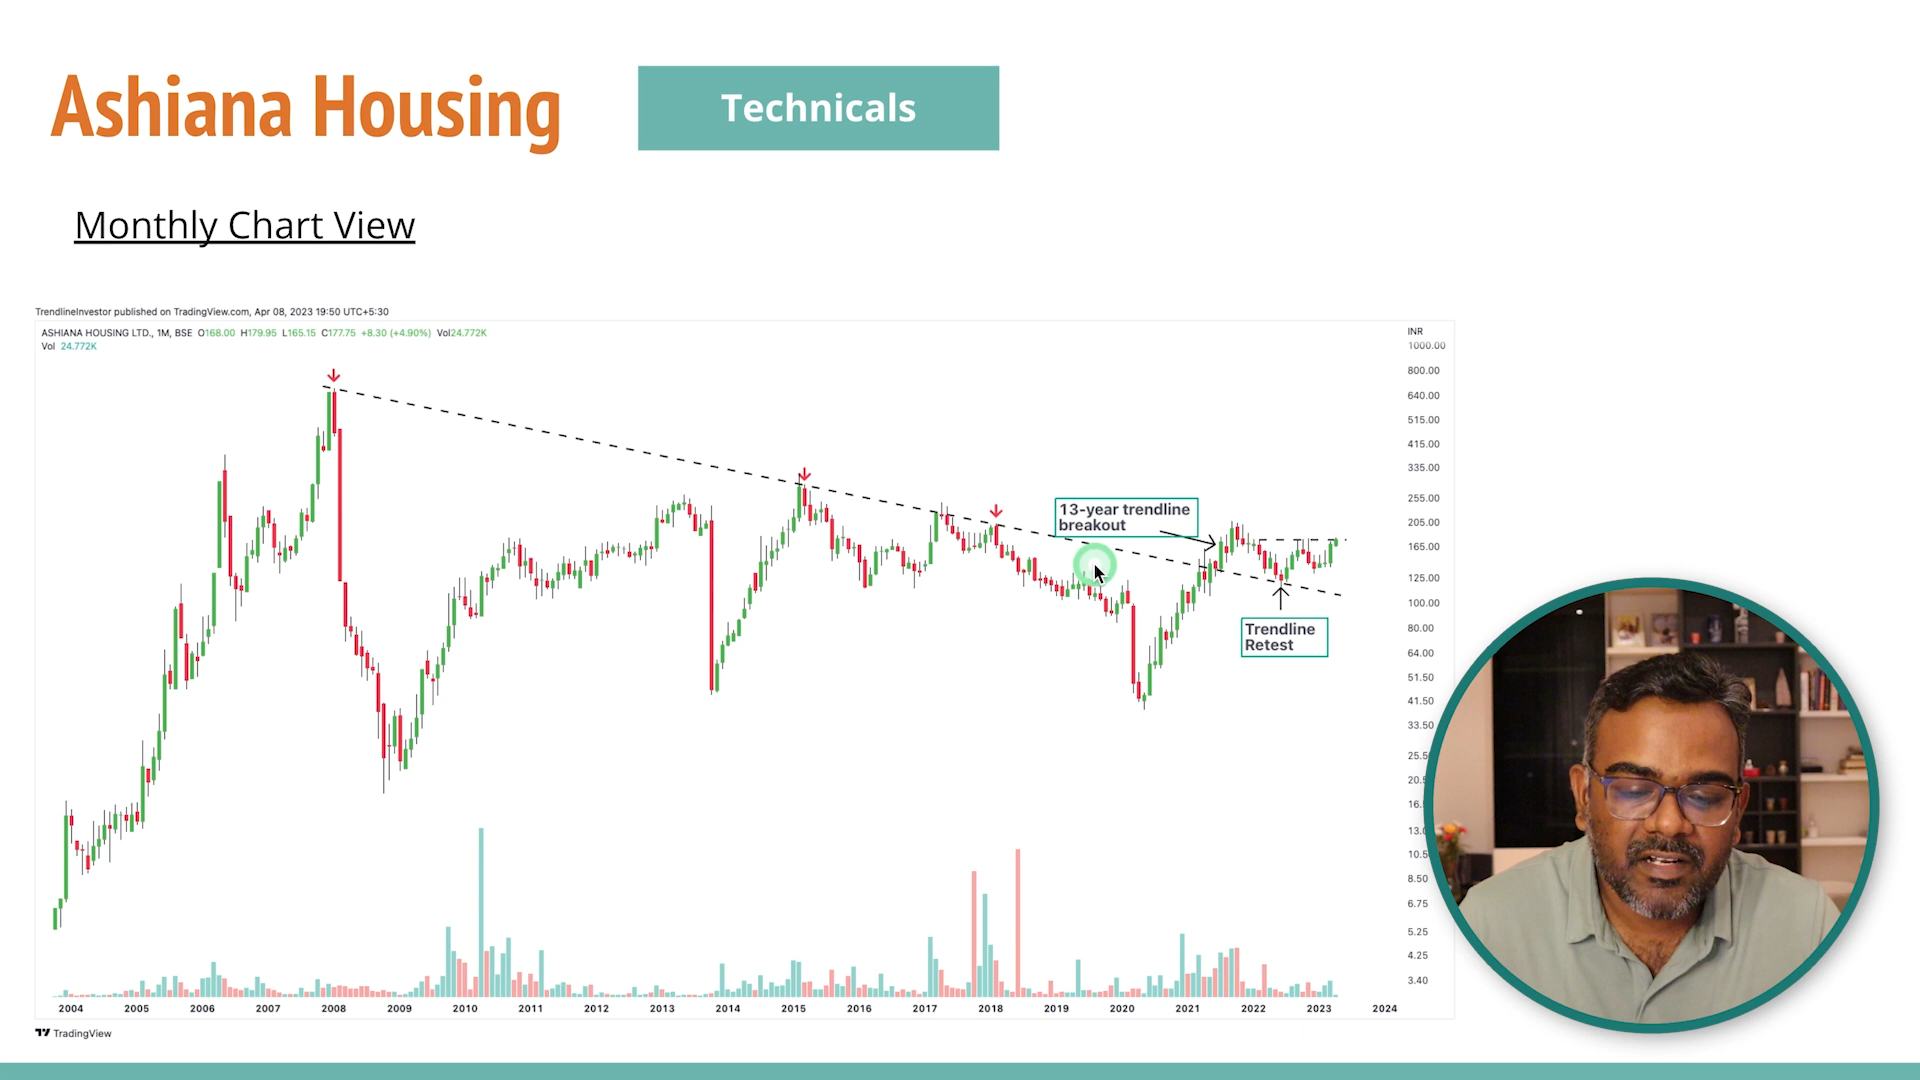 Ashiana Housing
Technicals
Monthly Chart View
TrendlineInvestor published on TradingView.com, Apr 08, 2023 19:50 UTC+5:30
ASHIANA HOUSING LTD., 1M, BSE O168.00 H179.95 L165.15 C177.75 +8.30 (+4.90%) Vol24.772K
Vol 24.772K
INR
1000.00
800.00
640.00
515.00
415.00
335.00
255.00
205.00
165.00
125.00
100.00
80.00
64.00
51.50
41.50
33.50
8.50
6.75
5.25
4.25
3.40
13-year trendline
breakout
Trendline
Retest
2004 2005 2006 2007 2008 2009 2010 2011 2012 2013 2014 2015 2016 2017 2018 2019 2020 2021 2022 2023 2024
TradingView